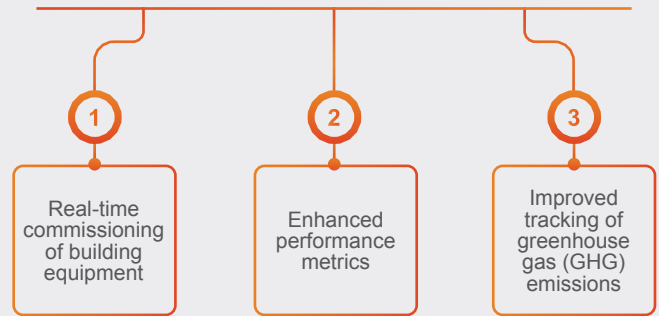 1
Real-time
commissioning
of building
equipment
2
Enhanced
performance
metrics
3
Improved
tracking of
greenhouse
gas (GHG)
emissions